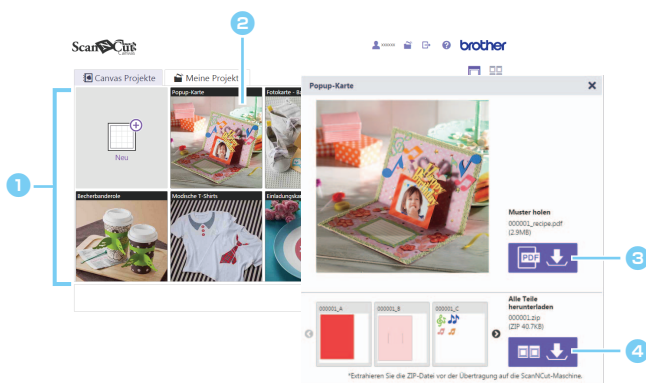 2
ScanNCut
Canvas
xxxxxx
brother
Canvas Projekte
Meine Projekt
Popup-Karte
1
Popup-Karte
Fotokarte - Ba
Neu
Becherbanderole
Modische T-Shirts
Einladungskar
Muster holen
000001_recipe.pdf
(2.9MB)
PDF
3
Alle Teile
herunterladen
000001.zip
(ZIP 40.7KB)
000001_A
000001_B
000001_C
4
*Extrahieren Sie die ZIP-Datei vor der Übertragung auf die ScanNCut-Maschine.